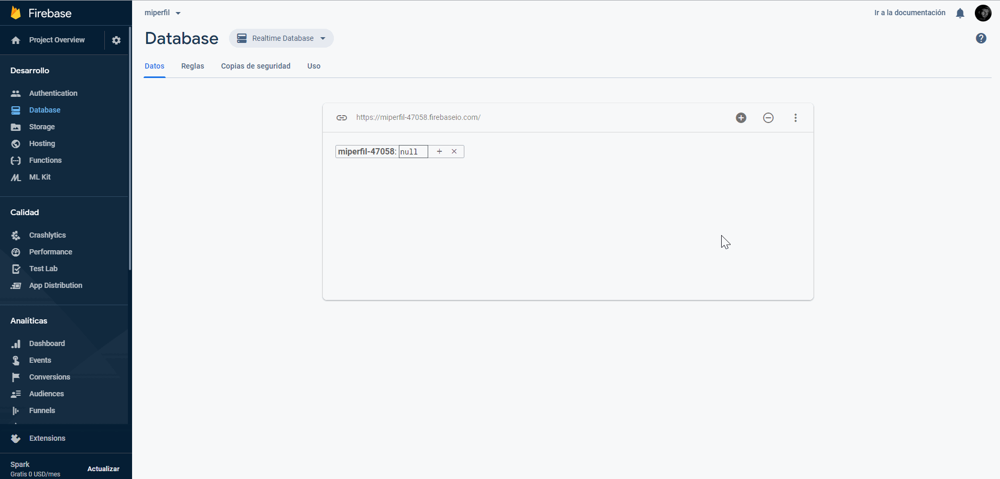 Firebase
Project Overview
Desarrollo
Authentication
Database
Storage
Hosting
Functions
ML Kit
Calidad
Crashlytics
Performance
Test Lab
App Distribution
Analíticas
Dashboard
Events
Conversions
Audiences
Funnels
Extensions
Spark
Gratis 0 USD/mes
Actualizar
miperfil
Ir a la documentación
Database
Realtime Database
Datos
Reglas
Copias de seguridad
Uso
https://miperfil-47058.firebaseio.com/
miperfil-47058: null